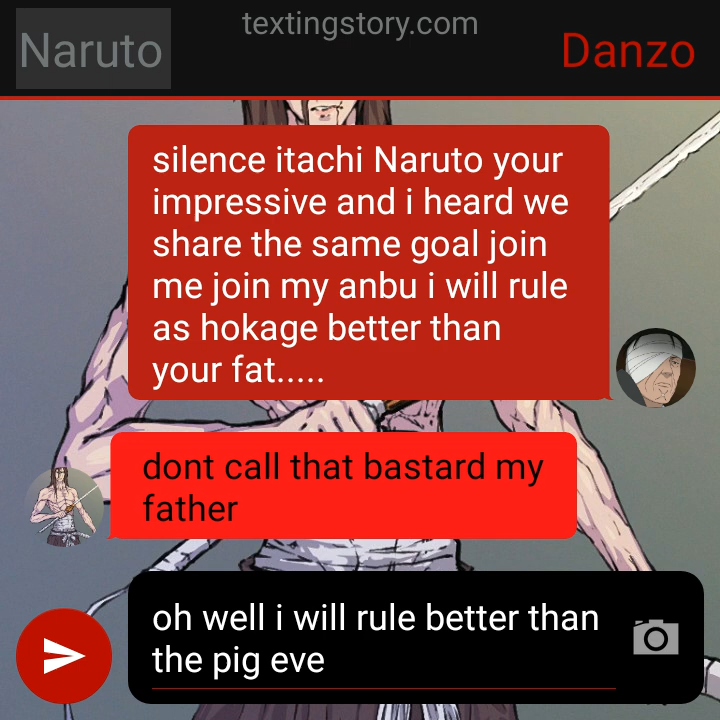 textingstory.com
Naruto
Danzo
silence itachi Naruto your
impressive and i heard we
share the same goal join
me join my anbu i will rule
as hokage better than
your fat.....
dont call that bastard my
father
oh well i will rule better than
the pig eve